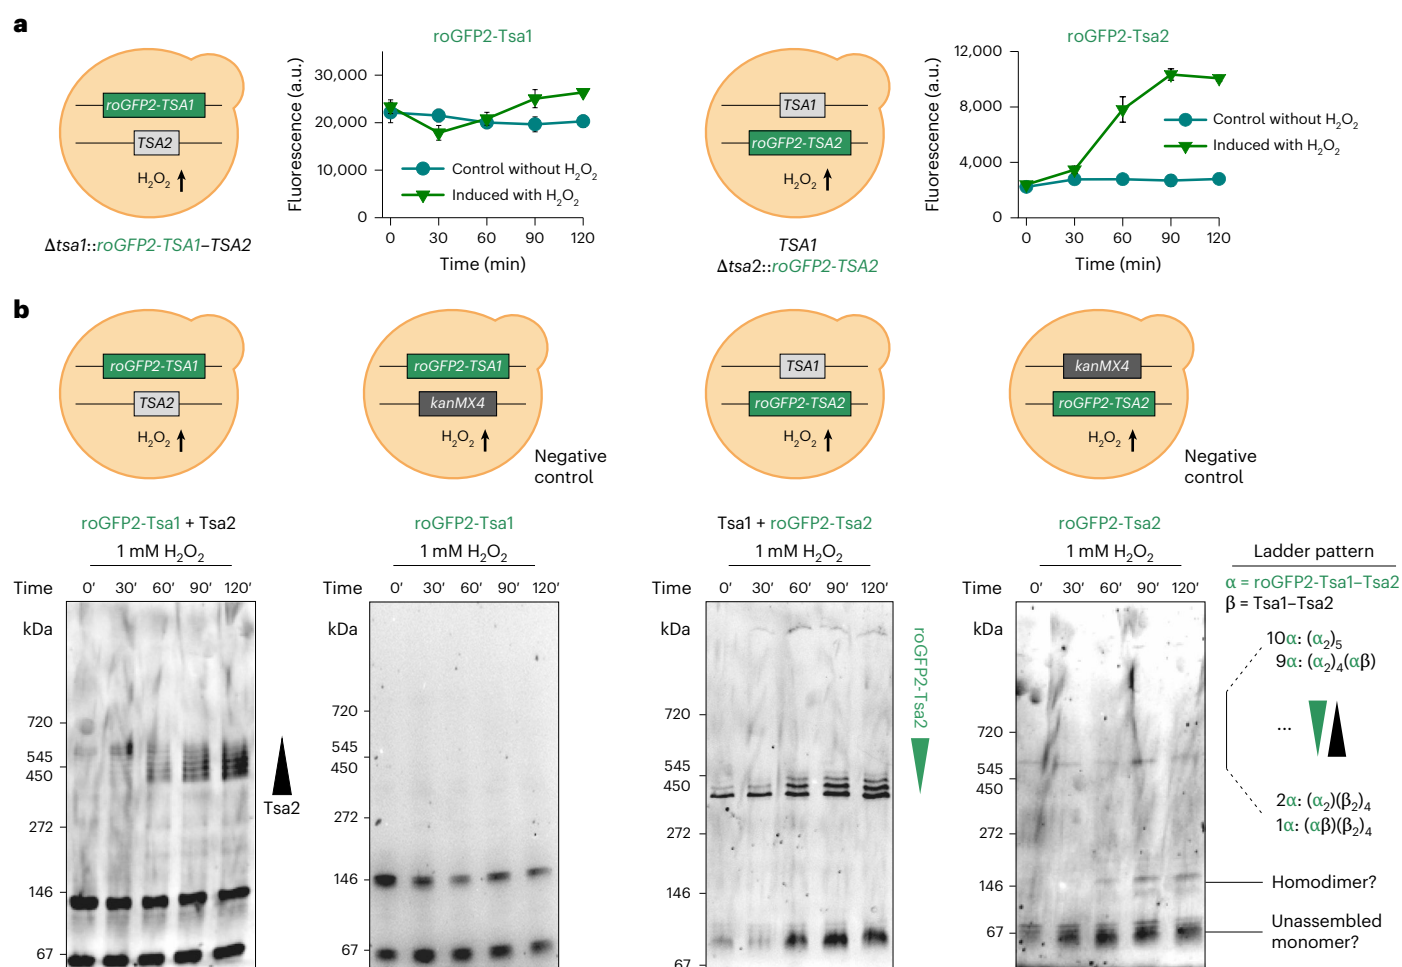 a
roGFP2-TSA1
TSA2
H2O2
Δtsa1::roGFP2-TSA1–TSA2
roGFP2-Tsa1
Fluorescence (a.u.)
30,000
20,000
10,000
0
Control without H2O2
Induced with H2O2
0 30 60 90 120
Time (min)
TSA1
roGFP2-TSA2
H2O2
TSA1
Δtsa2::roGFP2-TSA2
roGFP2-Tsa2
Fluorescence (a.u.)
12,000
8,000
4,000
0
Control without H2O2
Induced with H2O2
0 30 60 90 120
Time (min)
b
roGFP2-TSA1
TSA2
H2O2
roGFP2-TSA1
kanMX4
H2O2
Negative
control
TSA1
roGFP2-TSA2
H2O2
kanMX4
roGFP2-TSA2
H2O2
Negative
control
roGFP2-Tsa1 + Tsa2
1 mM H2O2
Time 0′ 30′ 60′ 90′ 120′
kDa
720
545
450
272
146
67
Tsa2
roGFP2-Tsa1
1 mM H2O2
Time 0′ 30′ 60′ 90′ 120′
kDa
720
545
450
272
146
67
Tsa1 + roGFP2-Tsa2
1 mM H2O2
Time 0′ 30′ 60′ 90′ 120′
kDa
720
545
450
272
146
67
roGFP2-Tsa2
roGFP2-Tsa2
1 mM H2O2
Time 0′ 30′ 60′ 90′ 120′
kDa
720
545
450
272
146
67
Ladder pattern
α = roGFP2-Tsa1–Tsa2
β = Tsa1–Tsa2
10α: (α2)5
9α: (α2)4(αβ)
...
2α: (α2)(β2)4
1α: (αβ)(β2)4
Homodimer?
Unassembled
monomer?